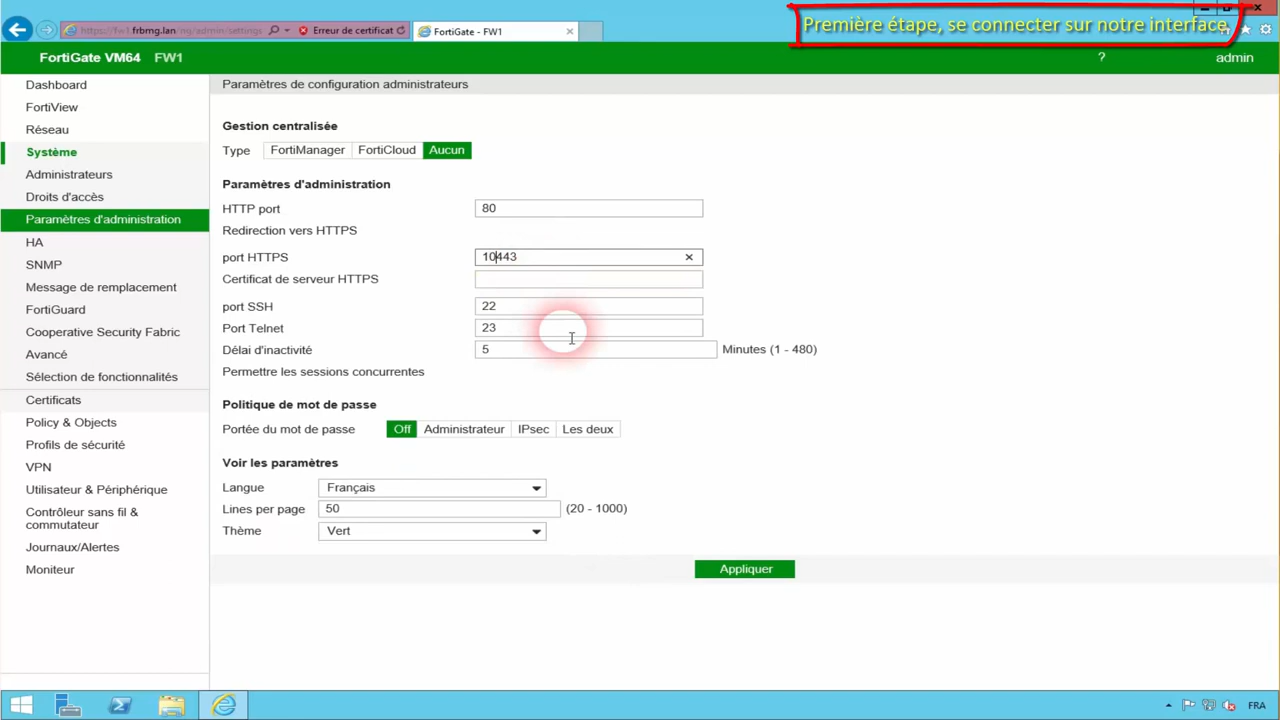 Première étape, se connecter sur notre interface
https://fw1.frbmg.lan/ng/admin/settings
Erreur de certificat
FortiGate - FW1
FortiGate VM64 FW1
? admin
Dashboard
FortiView
Réseau
Système
Administrateurs
Droits d'accès
Paramètres d'administration
HA
SNMP
Message de remplacement
FortiGuard
Cooperative Security Fabric
Avancé
Sélection de fonctionnalités
Certificats
Policy & Objects
Profils de sécurité
VPN
Utilisateur & Périphérique
Contrôleur sans fil &
commutateur
Journaux/Alertes
Moniteur
Paramètres de configuration administrateurs
Gestion centralisée
Type FortiManager FortiCloud Aucun
Paramètres d'administration
HTTP port 80
Redirection vers HTTPS
port HTTPS 10443
Certificat de serveur HTTPS
port SSH 22
Port Telnet 23
Délai d'inactivité 5 Minutes (1 - 480)
Permettre les sessions concurrentes
Politique de mot de passe
Portée du mot de passe Off Administrateur IPsec Les deux
Voir les paramètres
Langue Français
Lines per page 50 (20 - 1000)
Thème Vert
Appliquer
FRA